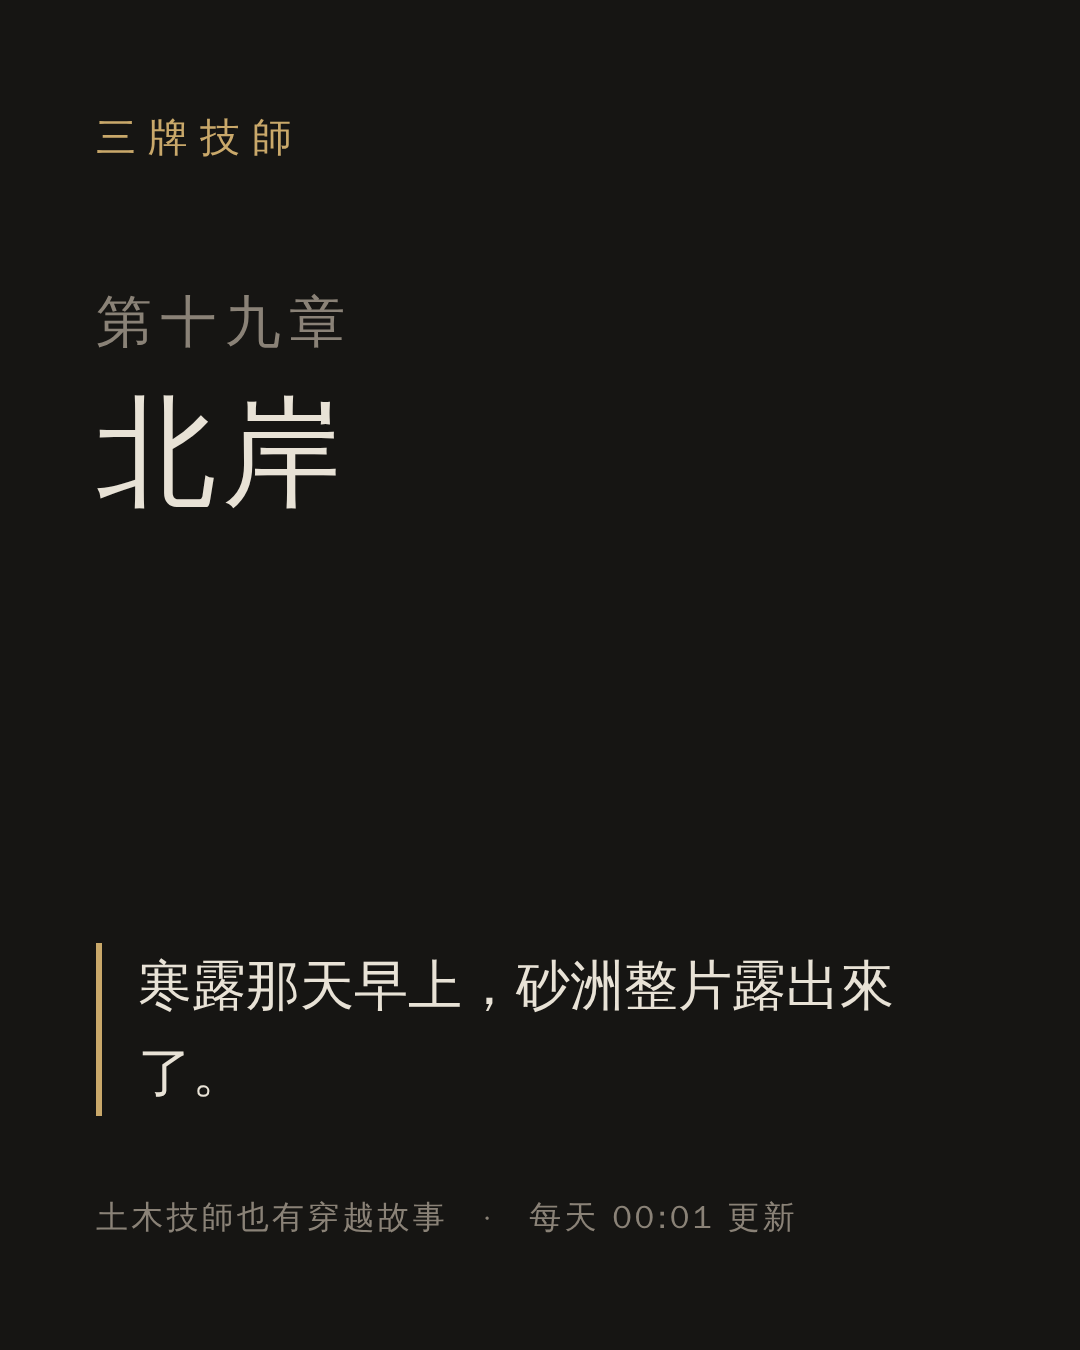 三牌技師
第十九章
北岸
寒露那天早上，砂洲整片露出來
了。
土木技師也有穿越故事 · 每天 00:01 更新